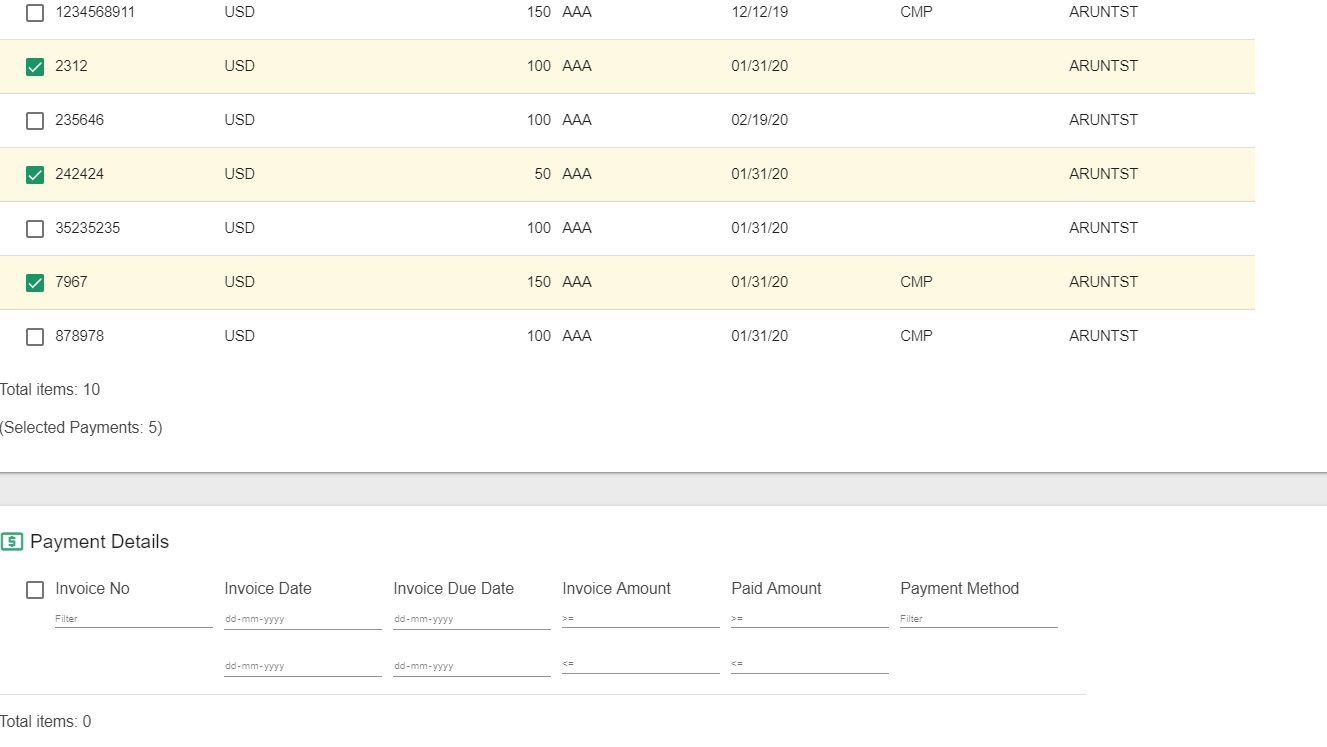 1234568911 USD 150 AAA 12/12/19 CMP ARUNTST
2312 USD 100 AAA 01/31/20 ARUNTST
235646 USD 100 AAA 02/19/20 ARUNTST
242424 USD 50 AAA 01/31/20 ARUNTST
35235235 USD 100 AAA 01/31/20 ARUNTST
7967 USD 150 AAA 01/31/20 CMP ARUNTST
878978 USD 100 AAA 01/31/20 CMP ARUNTST
Total items: 10
(Selected Payments: 5)
$ Payment Details
Invoice No Invoice Date Invoice Due Date Invoice Amount Paid Amount Payment Method
Filter dd-mm-yyyy dd-mm-yyyy >= >= Filter
dd-mm-yyyy dd-mm-yyyy <= <=
Total items: 0